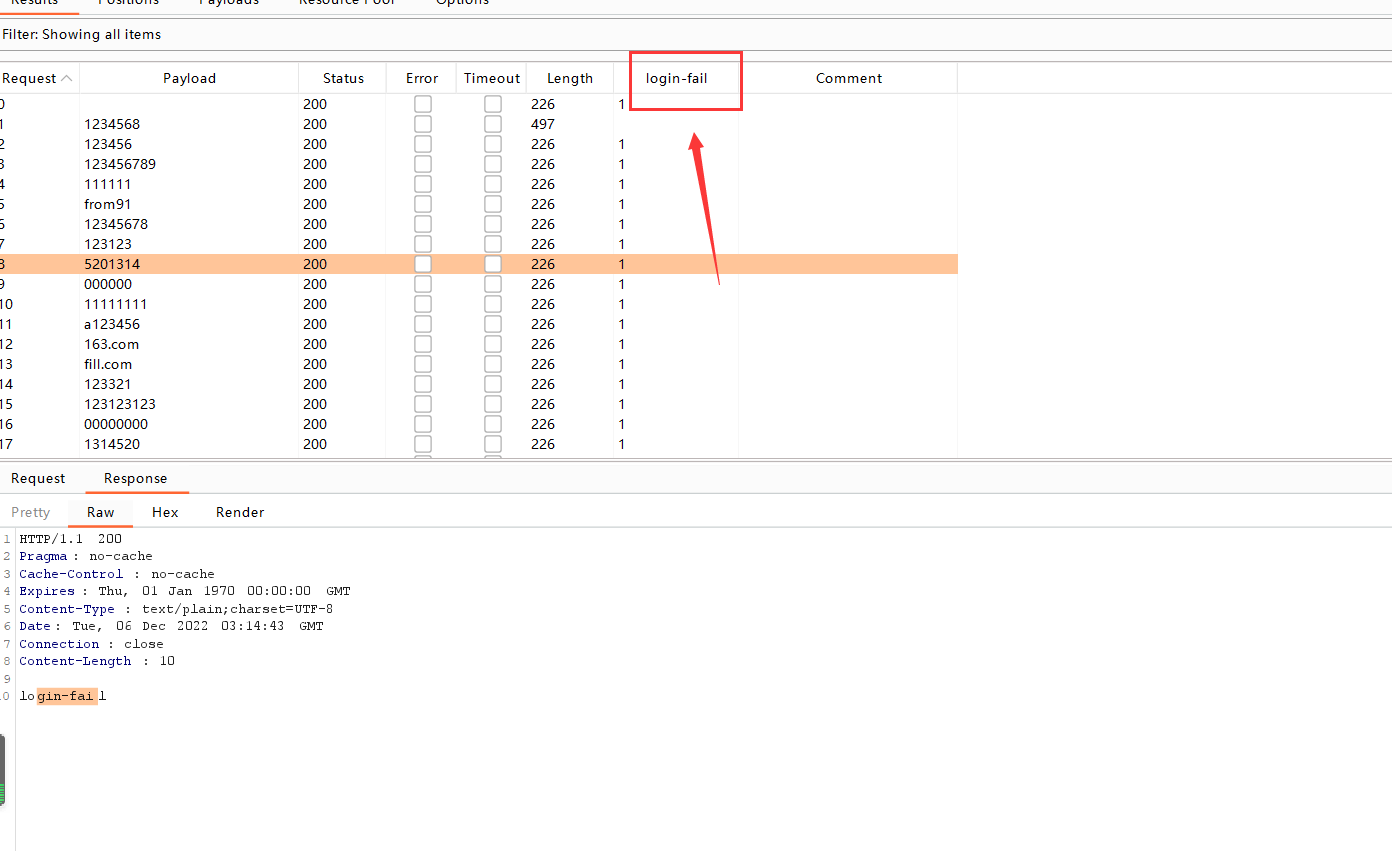 Results Positions Payloads Resource Pool Options
Filter: Showing all items
Request Payload Status Error Timeout Length login-fail Comment
0 200 226 1
1 1234568 200 497
2 123456 200 226 1
3 123456789 200 226 1
4 111111 200 226 1
5 from91 200 226 1
6 12345678 200 226 1
7 123123 200 226 1
8 5201314 200 226 1
9 000000 200 226 1
10 11111111 200 226 1
11 a123456 200 226 1
12 163.com 200 226 1
13 fill.com 200 226 1
14 123321 200 226 1
15 123123123 200 226 1
16 00000000 200 226 1
17 1314520 200 226 1
Request Response
Pretty Raw Hex Render
1 HTTP/1.1 200
2 Pragma : no-cache
3 Cache-Control : no-cache
4 Expires : Thu, 01 Jan 1970 00:00:00 GMT
5 Content-Type : text/plain;charset=UTF-8
6 Date : Tue, 06 Dec 2022 03:14:43 GMT
7 Connection : close
8 Content-Length : 10
9
10 login-fail